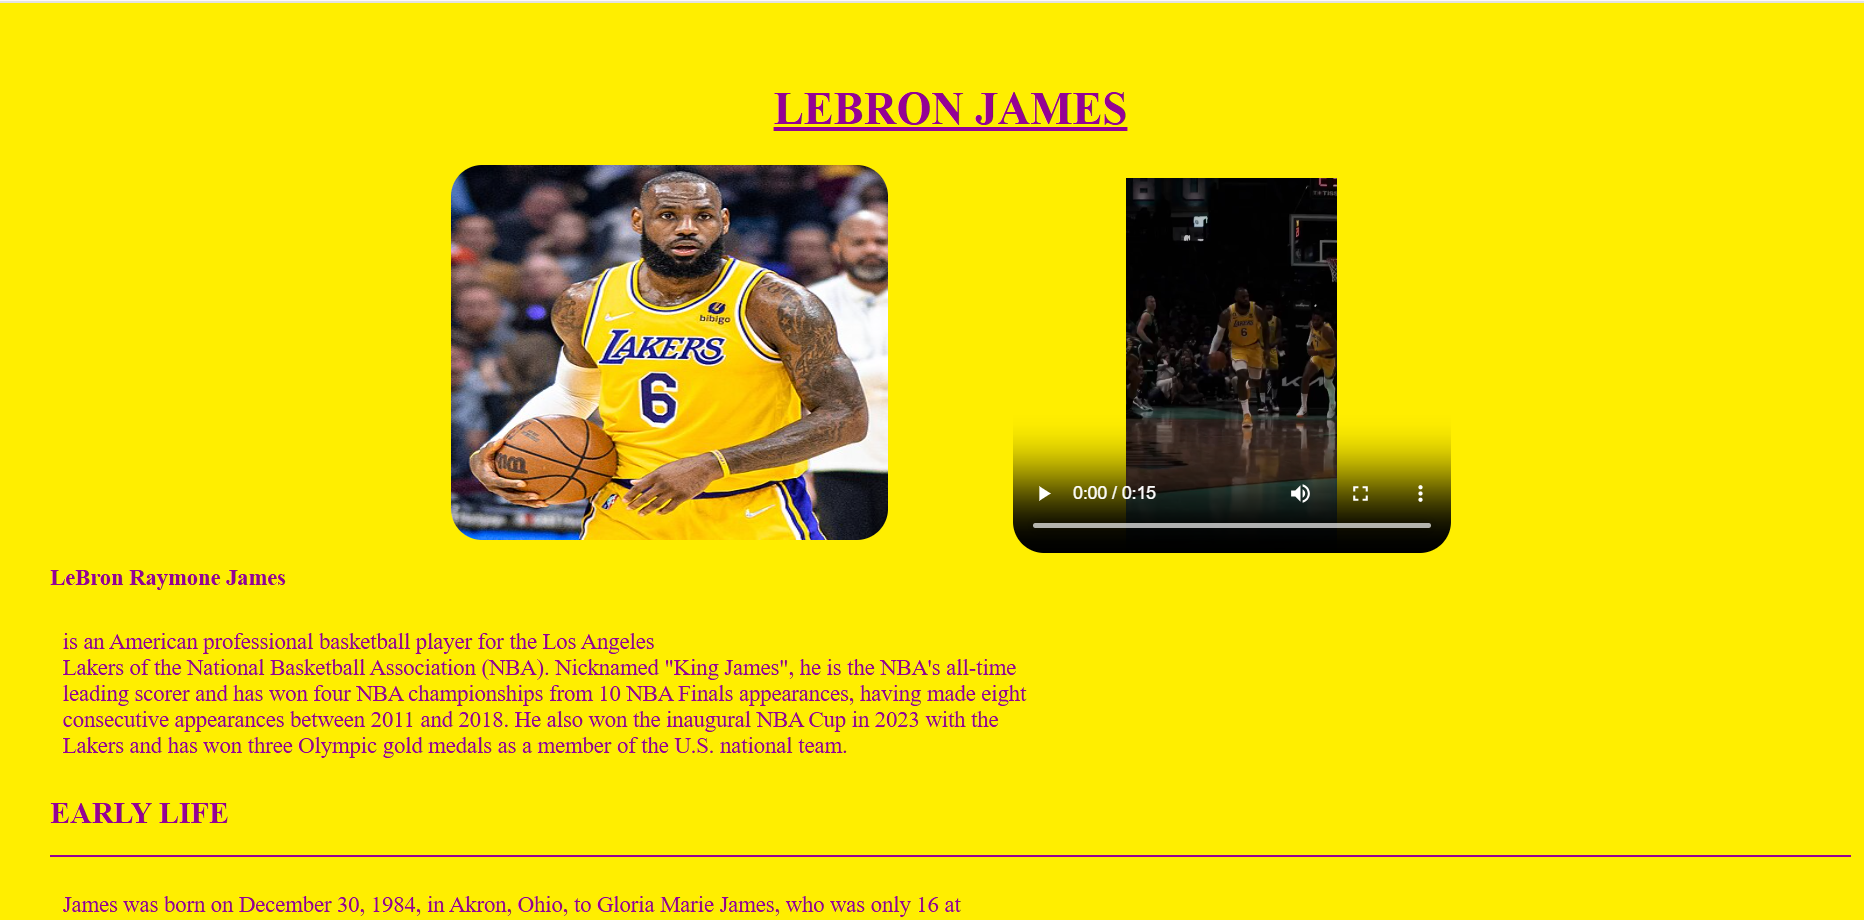 LEBRON JAMES
bibigo
LAKERS
6
LAKERS
6
0:00 / 0:15
LeBron Raymone James
is an American professional basketball player for the Los Angeles
Lakers of the National Basketball Association (NBA). Nicknamed "King James", he is the NBA's all-time
leading scorer and has won four NBA championships from 10 NBA Finals appearances, having made eight
consecutive appearances between 2011 and 2018. He also won the inaugural NBA Cup in 2023 with the
Lakers and has won three Olympic gold medals as a member of the U.S. national team.
EARLY LIFE
James was born on December 30, 1984, in Akron, Ohio, to Gloria Marie James, who was only 16 at